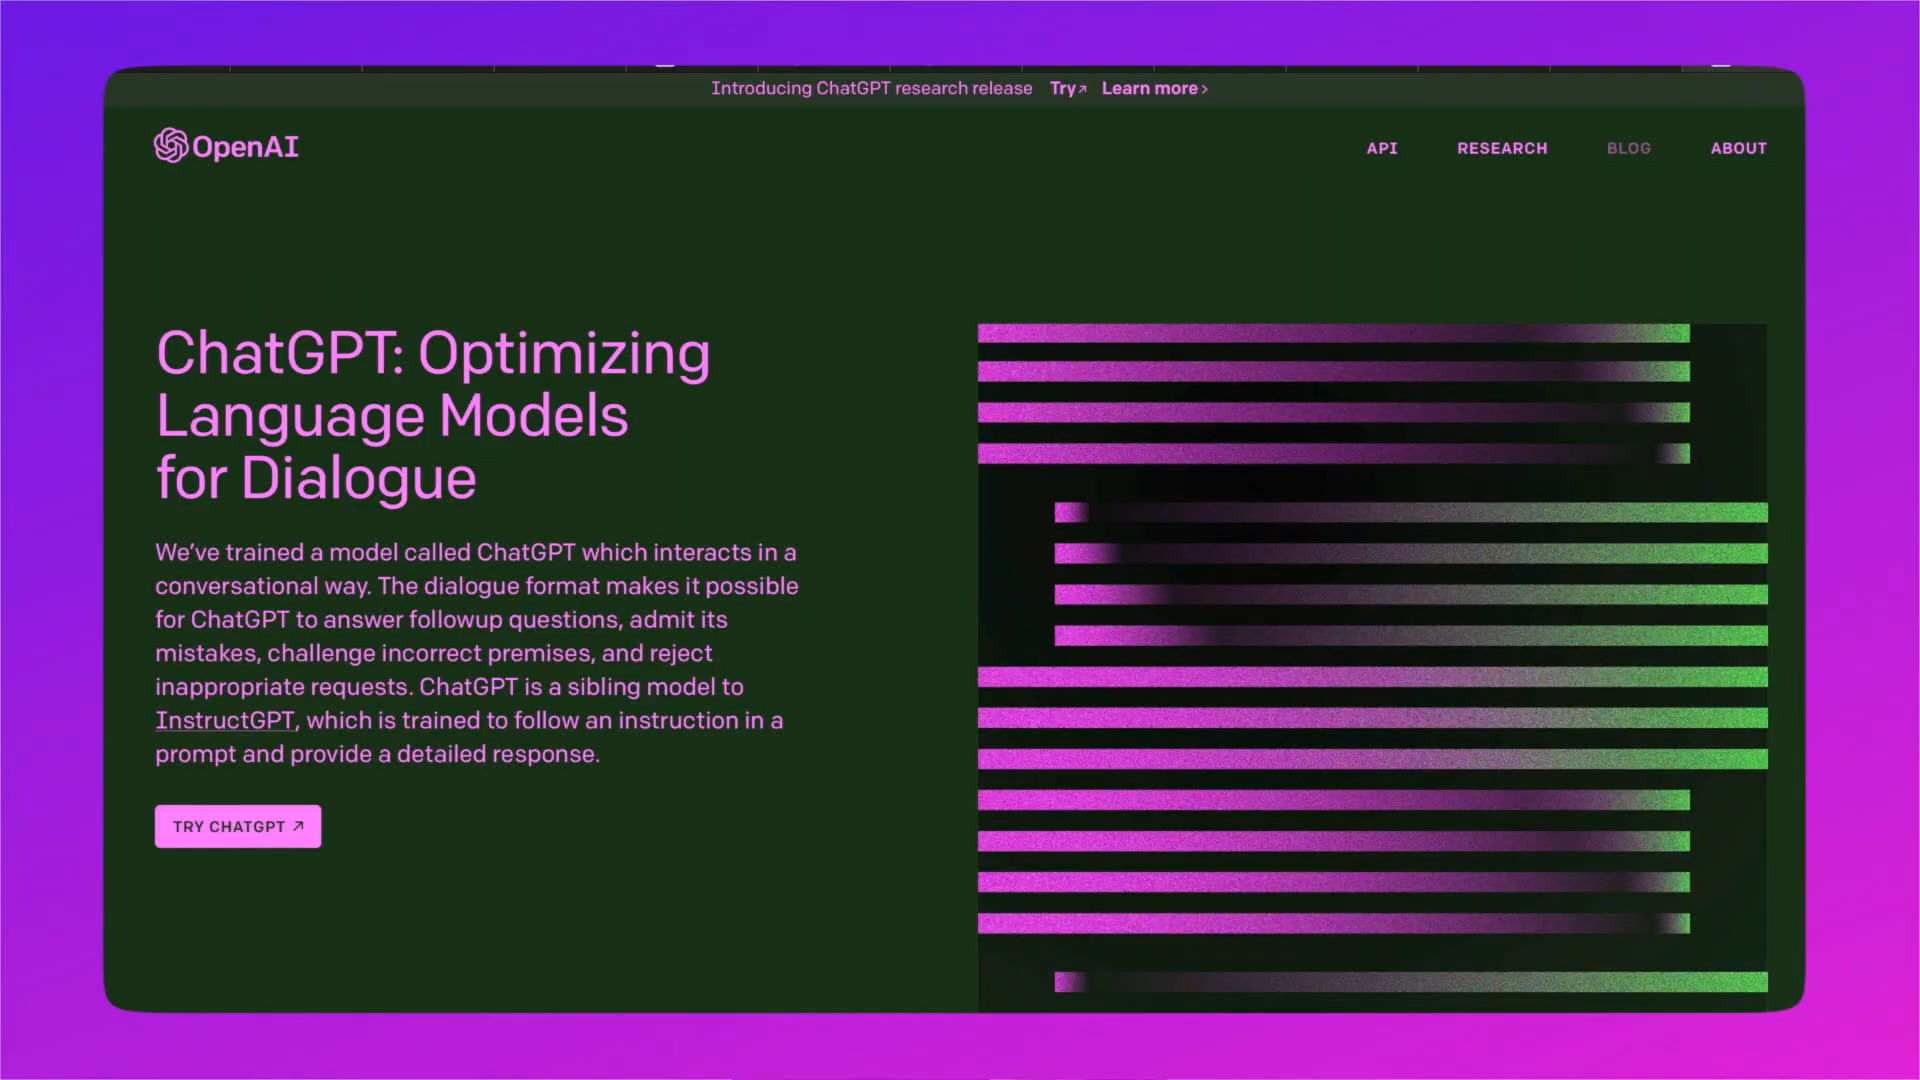 Introducing ChatGPT research release Try↗ Learn more›
OpenAI
API RESEARCH BLOG ABOUT
ChatGPT: Optimizing
Language Models
for Dialogue
We’ve trained a model called ChatGPT which interacts in a
conversational way. The dialogue format makes it possible
for ChatGPT to answer followup questions, admit its
mistakes, challenge incorrect premises, and reject
inappropriate requests. ChatGPT is a sibling model to
InstructGPT, which is trained to follow an instruction in a
prompt and provide a detailed response.
TRY CHATGPT ↗